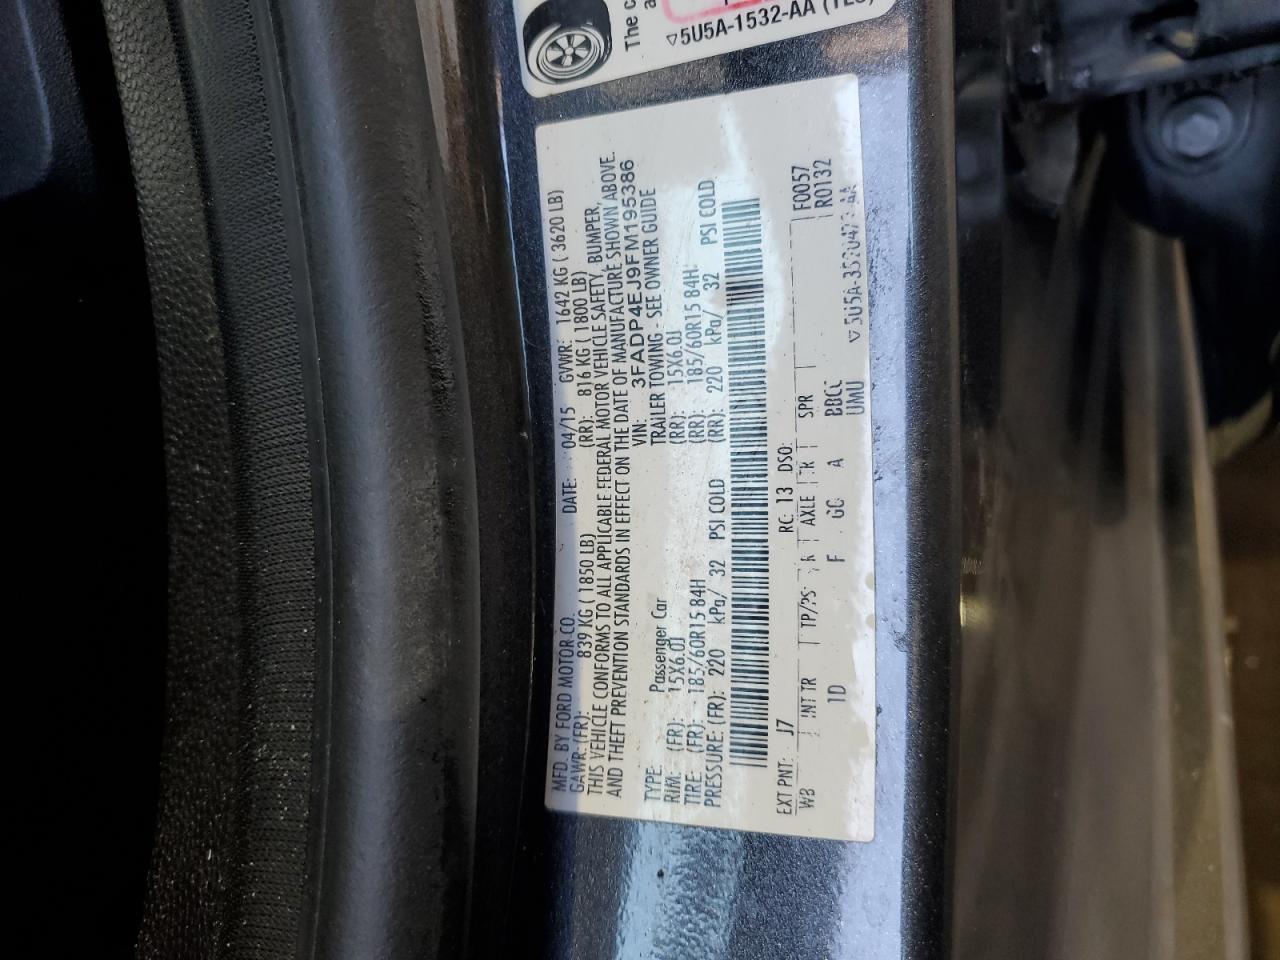 The
5U5A-1532-AA
MFD. BY FORD MOTOR CO. DATE: 04/15 GVWR: 1642 KG ( 3620 LB)
GAWR: (FR): 839 KG ( 1850 LB) (RR): 816 KG ( 1800 LB)
THIS VEHICLE CONFORMS TO ALL APPLICABLE FEDERAL MOTOR VEHICLE SAFETY, BUMPER,
AND THEFT PREVENTION STANDARDS IN EFFECT ON THE DATE OF MANUFACTURE SHOWN ABOVE.
VIN: 3FADP4EJ9FM195386
TYPE: Passenger Car TRAILER TOWING - SEE OWNER GUIDE
RIM: (FR): 15X6.0J (RR): 15X6.0J
TIRE: (FR): 185/60R15 84H (RR): 185/60R15 84H
PRESSURE: (FR): 220 kPa/ 32 PSI COLD (RR): 220 kPa/ 32 PSI COLD
EXT PNT: J7 RC: 13 DSO: F0057
WB INT TR TP/PS AXLE TR SPR R0132
1D F GC A BBCC
UMU